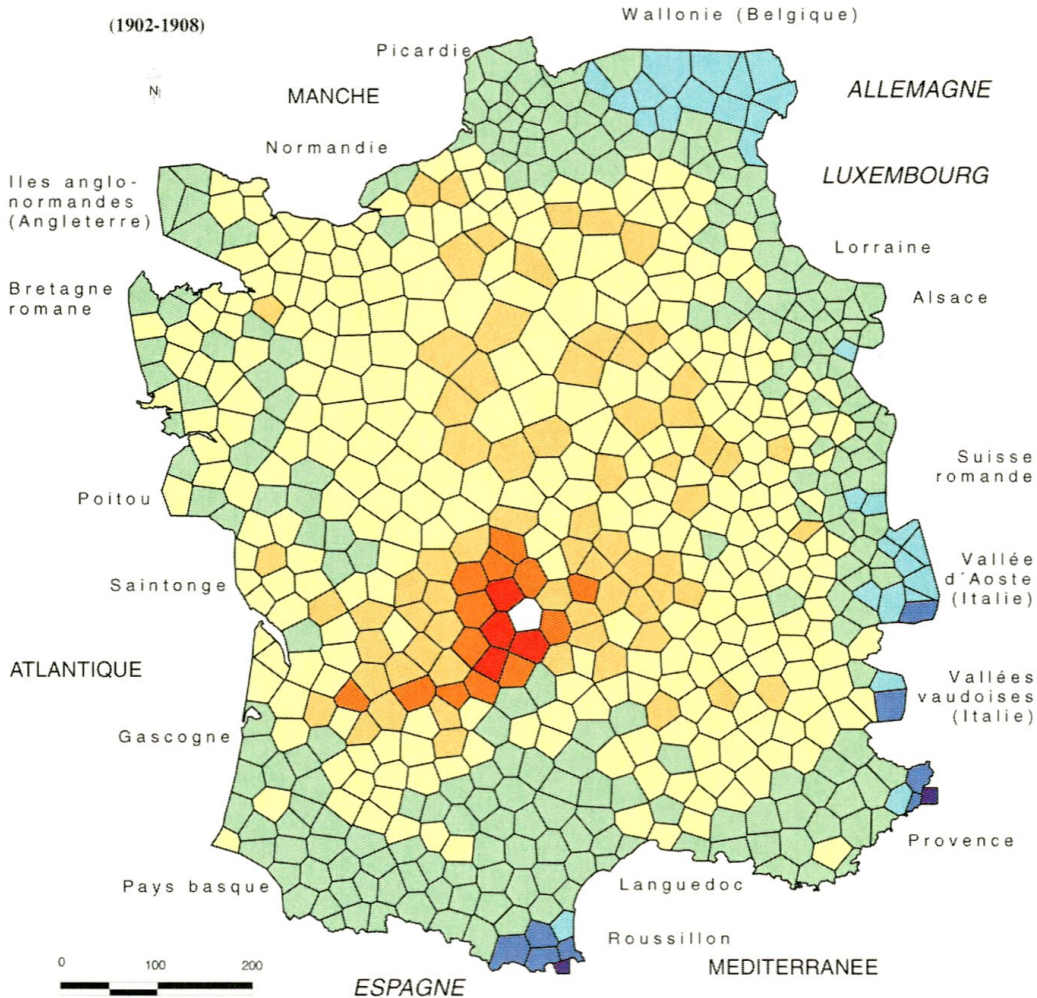 (1902-1908)
Wallonie (Belgique)
Picardie
N
MANCHE
ALLEMAGNE
Normandie
LUXEMBOURG
Iles anglo-
normandes
(Angleterre)
Lorraine
Bretagne
romane
Alsace
Suisse
romande
Poitou
Vallée
d´Aoste
(Italie)
Saintonge
ATLANTIQUE
Vallées
vaudoises
(Italie)
Gascogne
Provence
Pays basque
Languedoc
Roussillon
MEDITERRANEE
0 100 200
ESPAGNE